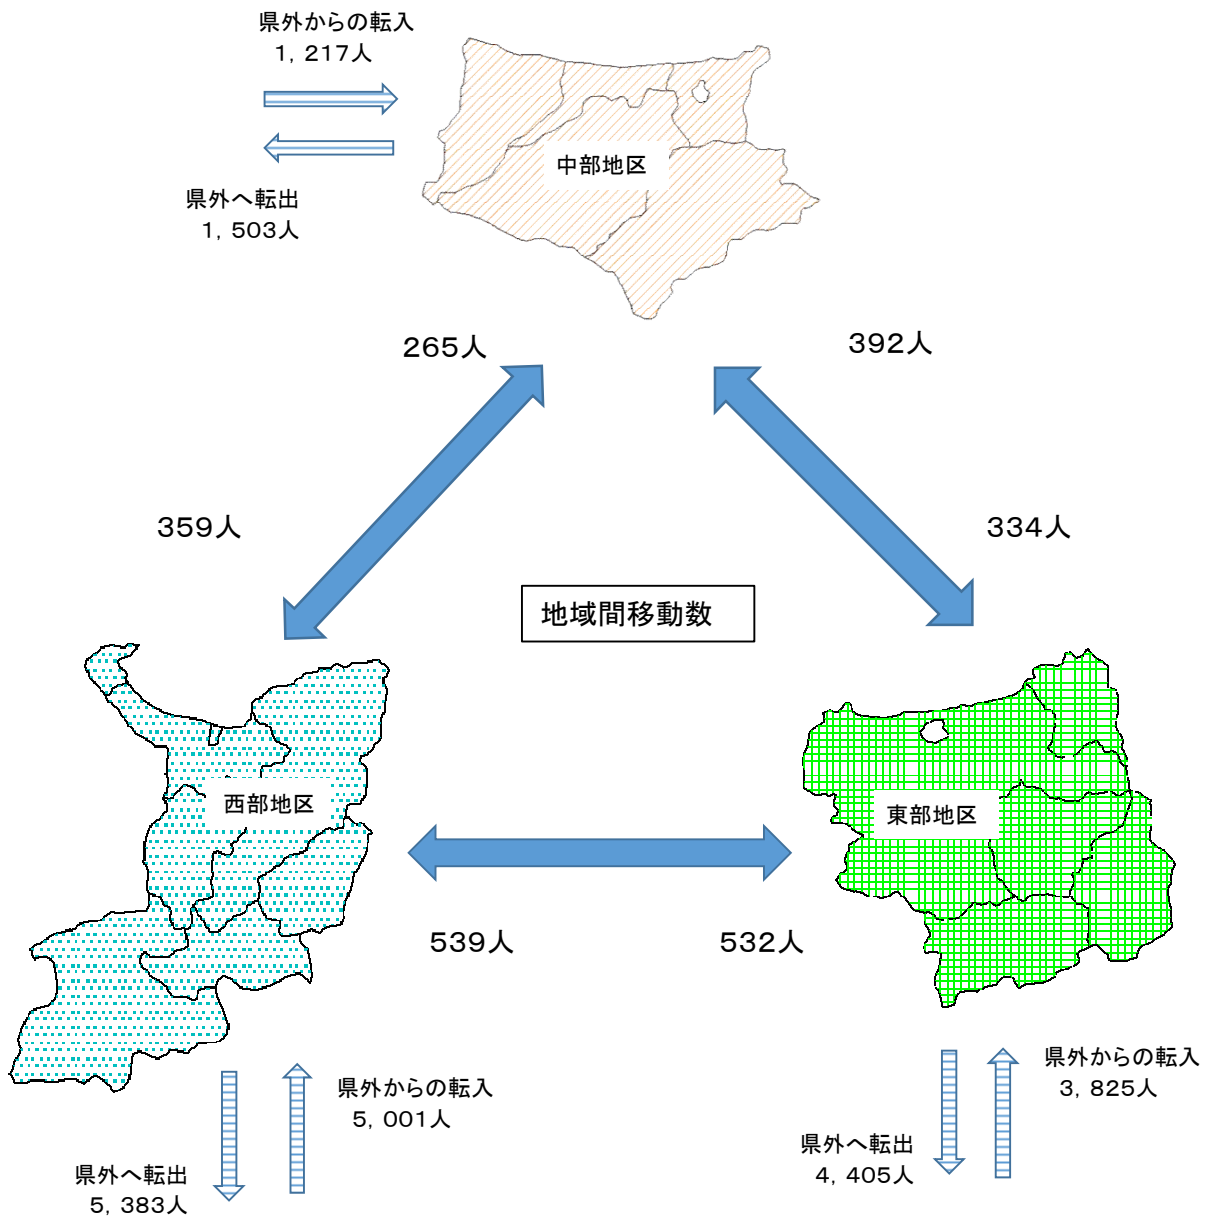 県外からの転入
1,217人
中部地区
県外へ転出
1,503人
265人
392人
359人
334人
地域間移動数
西部地区
東部地区
539人
532人
県外からの転入
3,825人
県外からの転入
5,001人
県外へ転出
4,405人
県外へ転出
5,383人